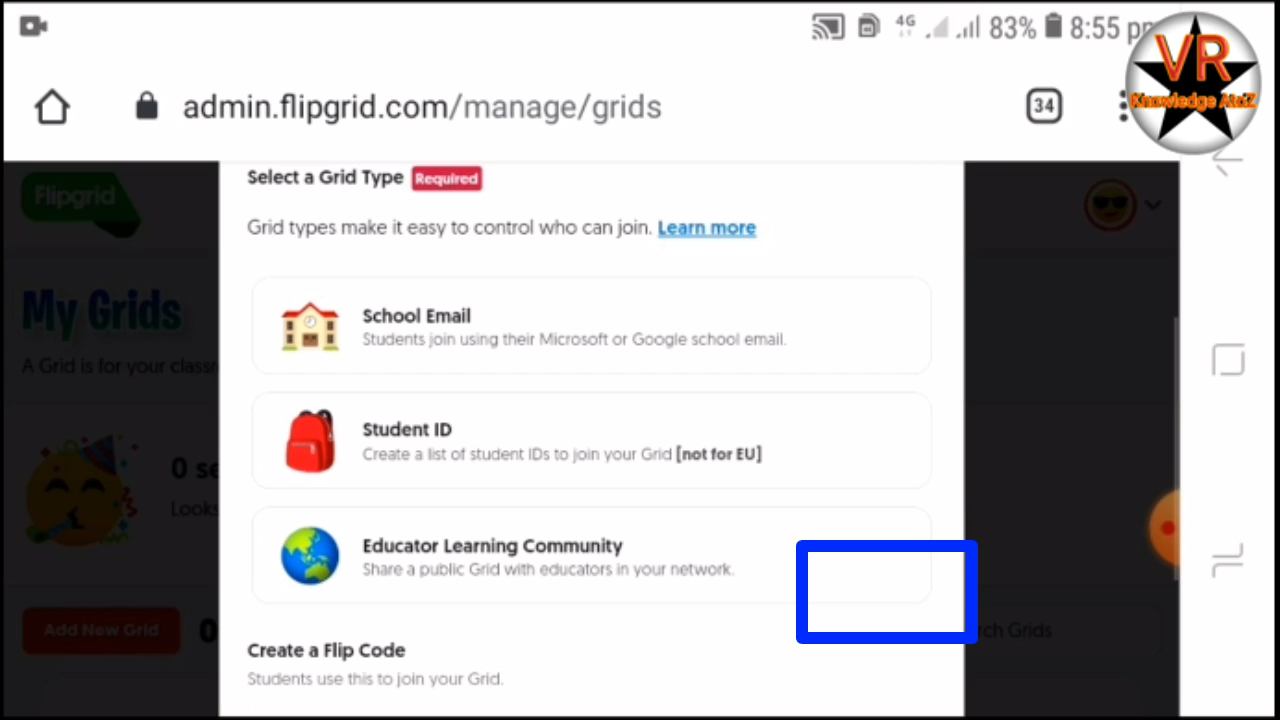 4G 83% 8:55 pm
VR
Knowledge AtoZ
admin.flipgrid.com/manage/grids
34
Select a Grid Type Required
Flipgrid
Grid types make it easy to control who can join. Learn more
My Grids
School Email
Students join using their Microsoft or Google school email.
A Grid is for your
Student ID
Create a list of student IDs to join your Grid [not for EU]
0
Looks
Educator Learning Community
Share a public Grid with educators in your network.
Add New Grid
0
Grids
Create a Flip Code
Students use this to join your Grid.